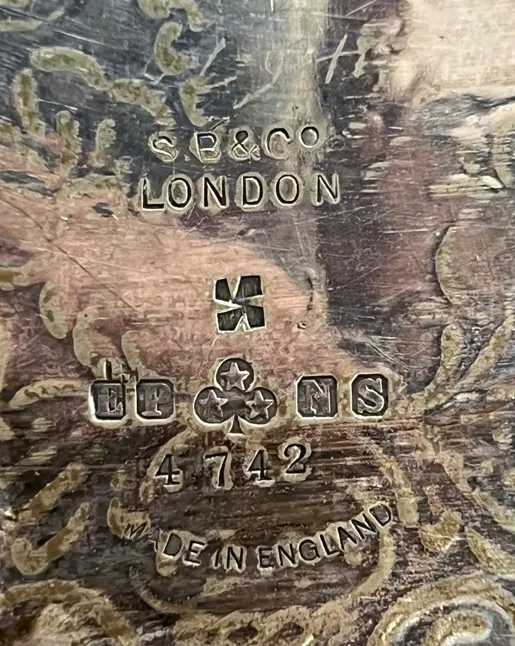 S.B&Co
LONDON
EP NS
4742
MADE IN ENGLAND